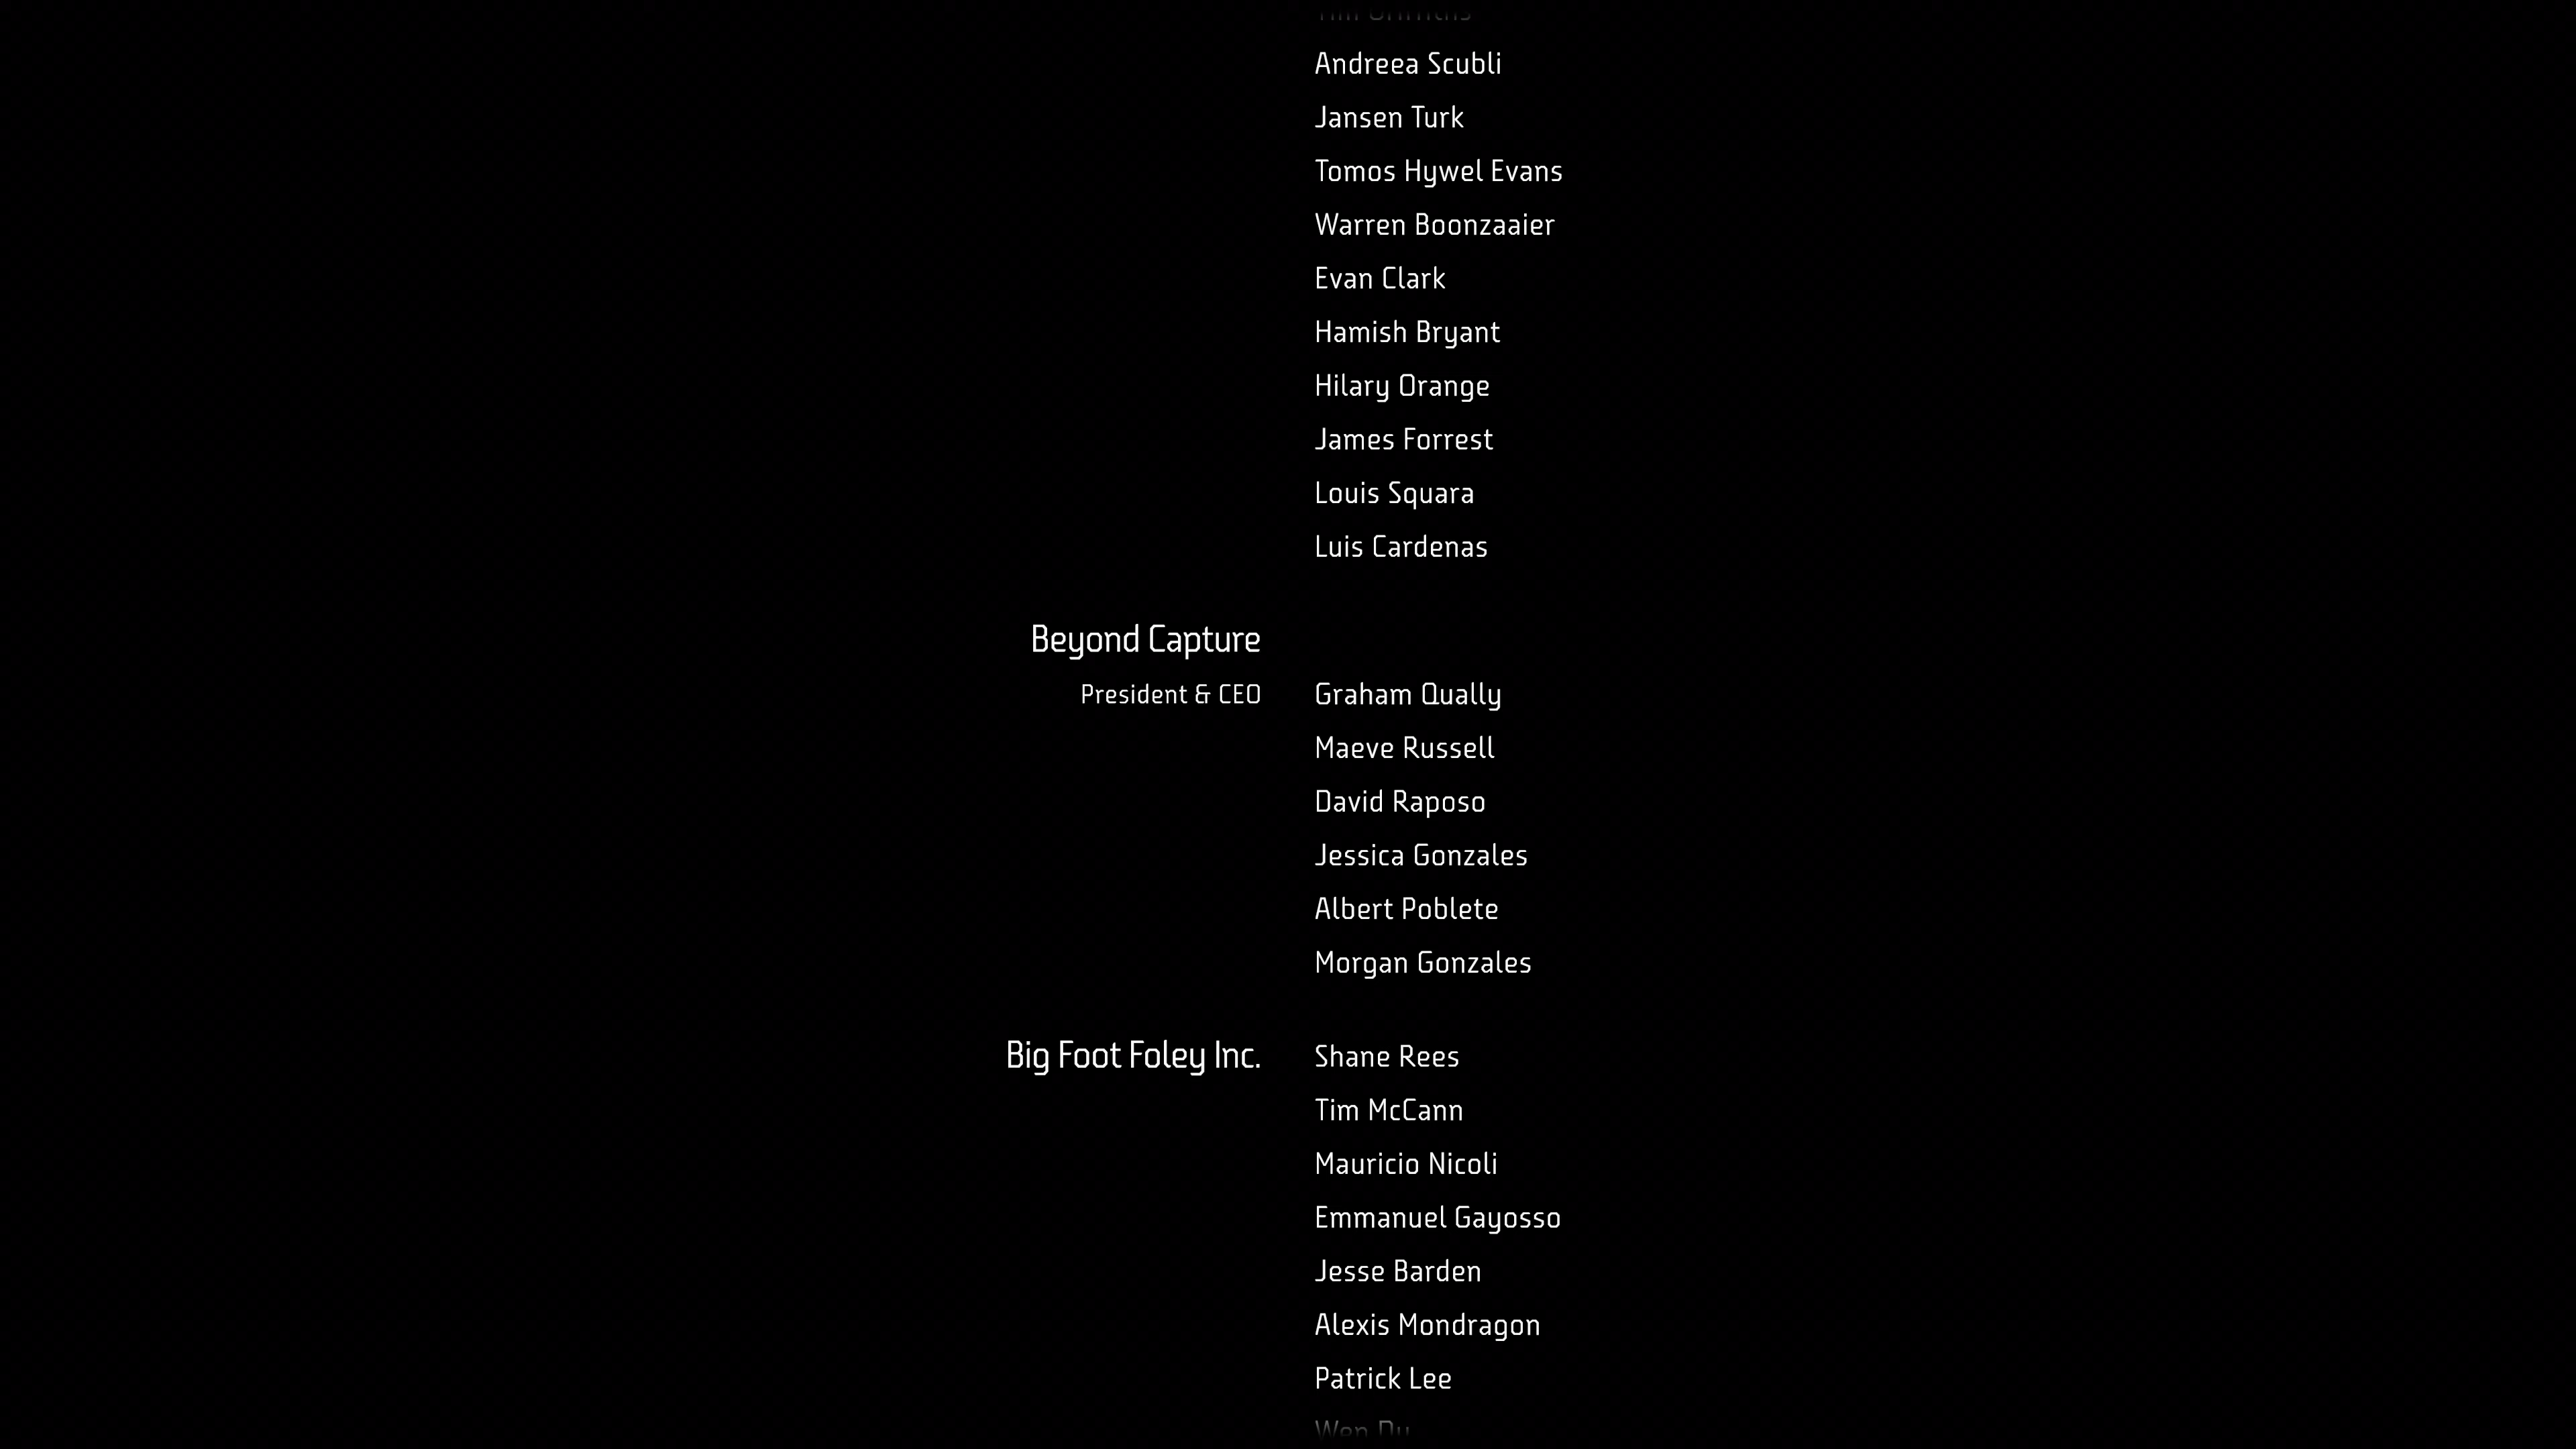 Andreea Scubli
Jansen Turk
Tomos Hywel Evans
Warren Boonzaaier
Evan Clark
Hamish Bryant
Hilary Orange
James Forrest
Louis Squara
Luis Cardenas
Beyond Capture
President & CEO Graham Qually
Maeve Russell
David Raposo
Jessica Gonzales
Albert Poblete
Morgan Gonzales
Big Foot Foley Inc. Shane Rees
Tim McCann
Mauricio Nicoli
Emmanuel Gayosso
Jesse Barden
Alexis Mondragon
Patrick Lee